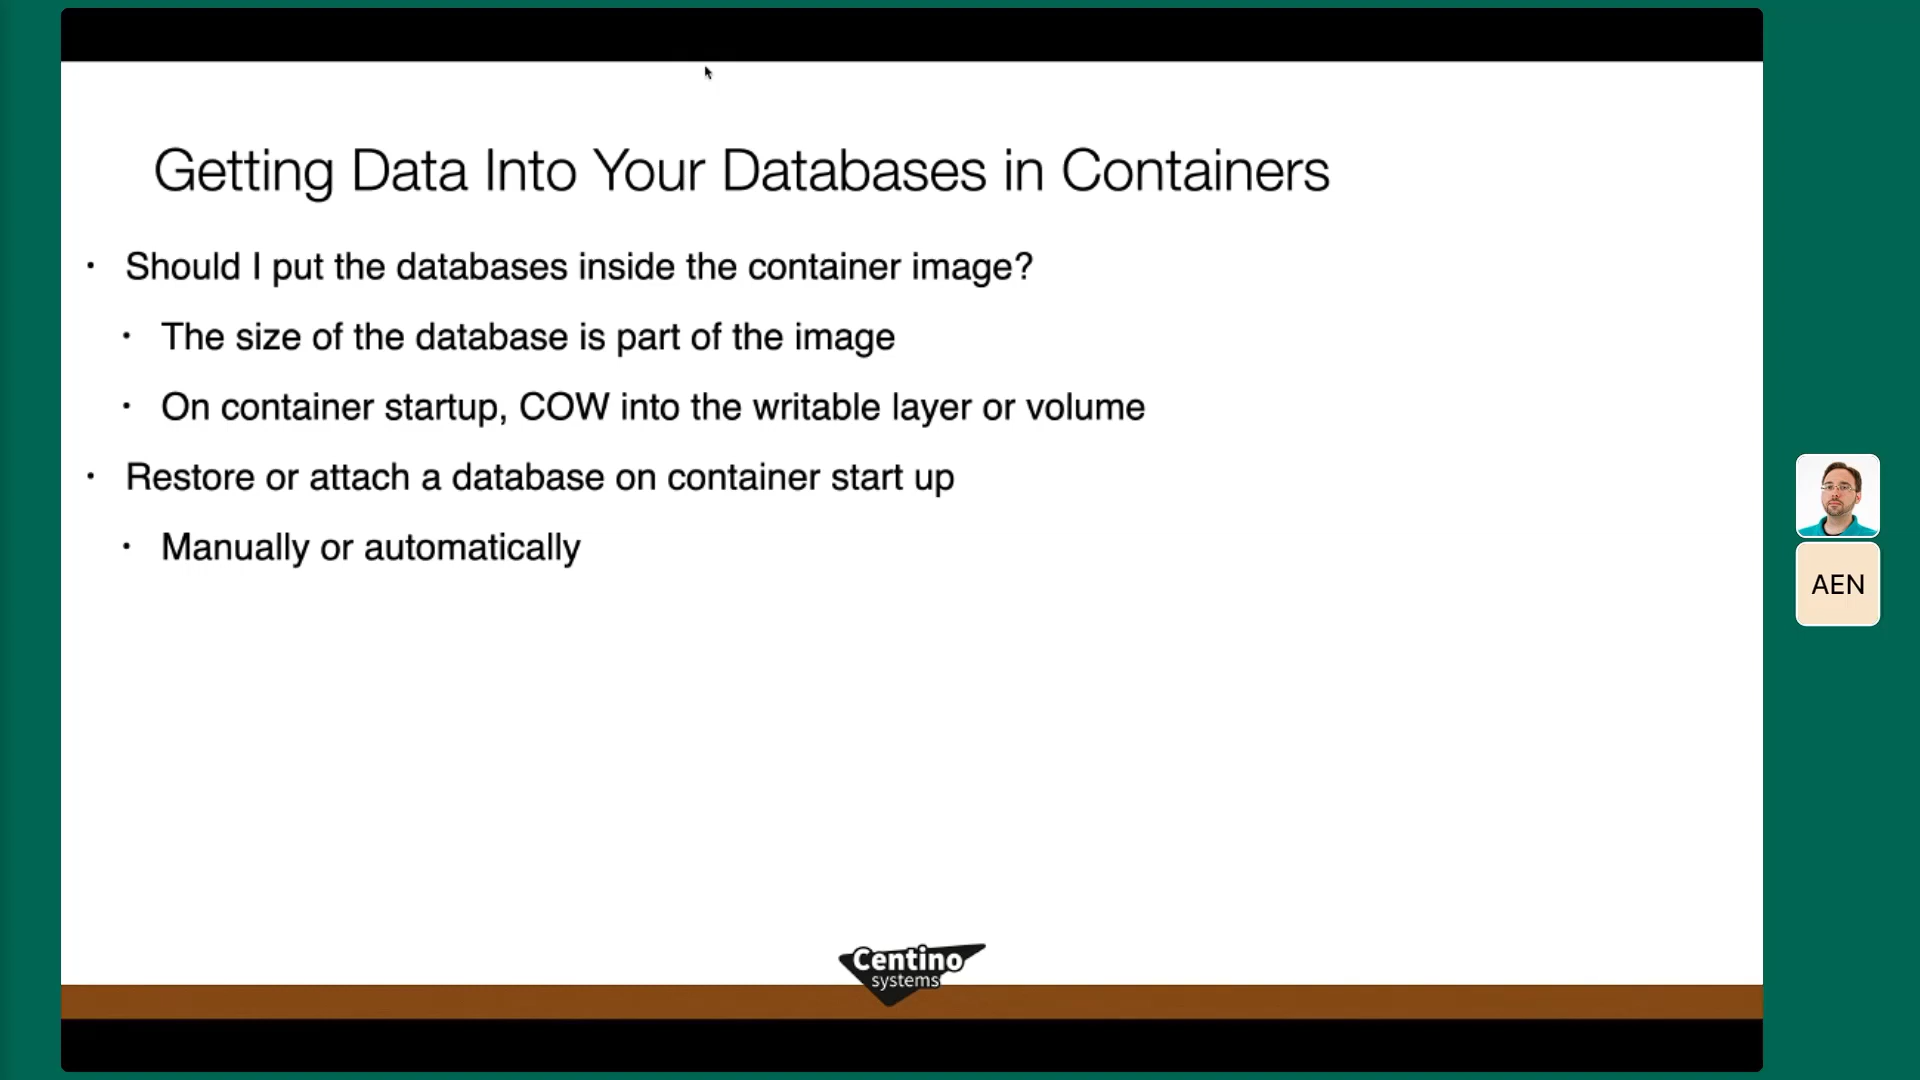 Getting Data Into Your Databases in Containers
• Should I put the databases inside the container image?
• The size of the database is part of the image
• On container startup, COW into the writable layer or volume
• Restore or attach a database on container start up
• Manually or automatically
AEN
Centino
systems